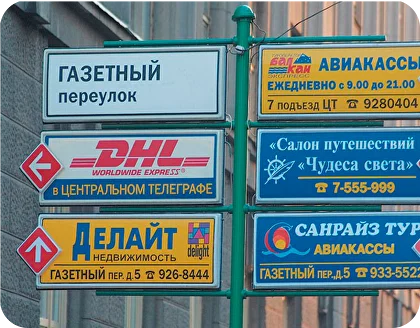 ГАЗЕТНЫЙ
переулок
DHL
WORLDWIDE EXPRESS®
В ЦЕНТРАЛЬНОМ ТЕЛЕГРАФЕ
ДЕЛАЙТ
НЕДВИЖИМОСТЬ
delight
ГАЗЕТНЫЙ ПЕР. Д.5 ☎ 926-8444
балкан
ЭКСПРЕСС
АВИАКАССЫ
ЕЖЕДНЕВНО с 9.00 до 21.00
7 подъезд ЦТ ☎ 9280404
«Салон путешествий
«Чудеса света»
☎ 7-555-999
САНРАЙЗ ТУР
АВИАКАССЫ
ГАЗЕТНЫЙ ПЕР.,Д.5 ☎ 933-552